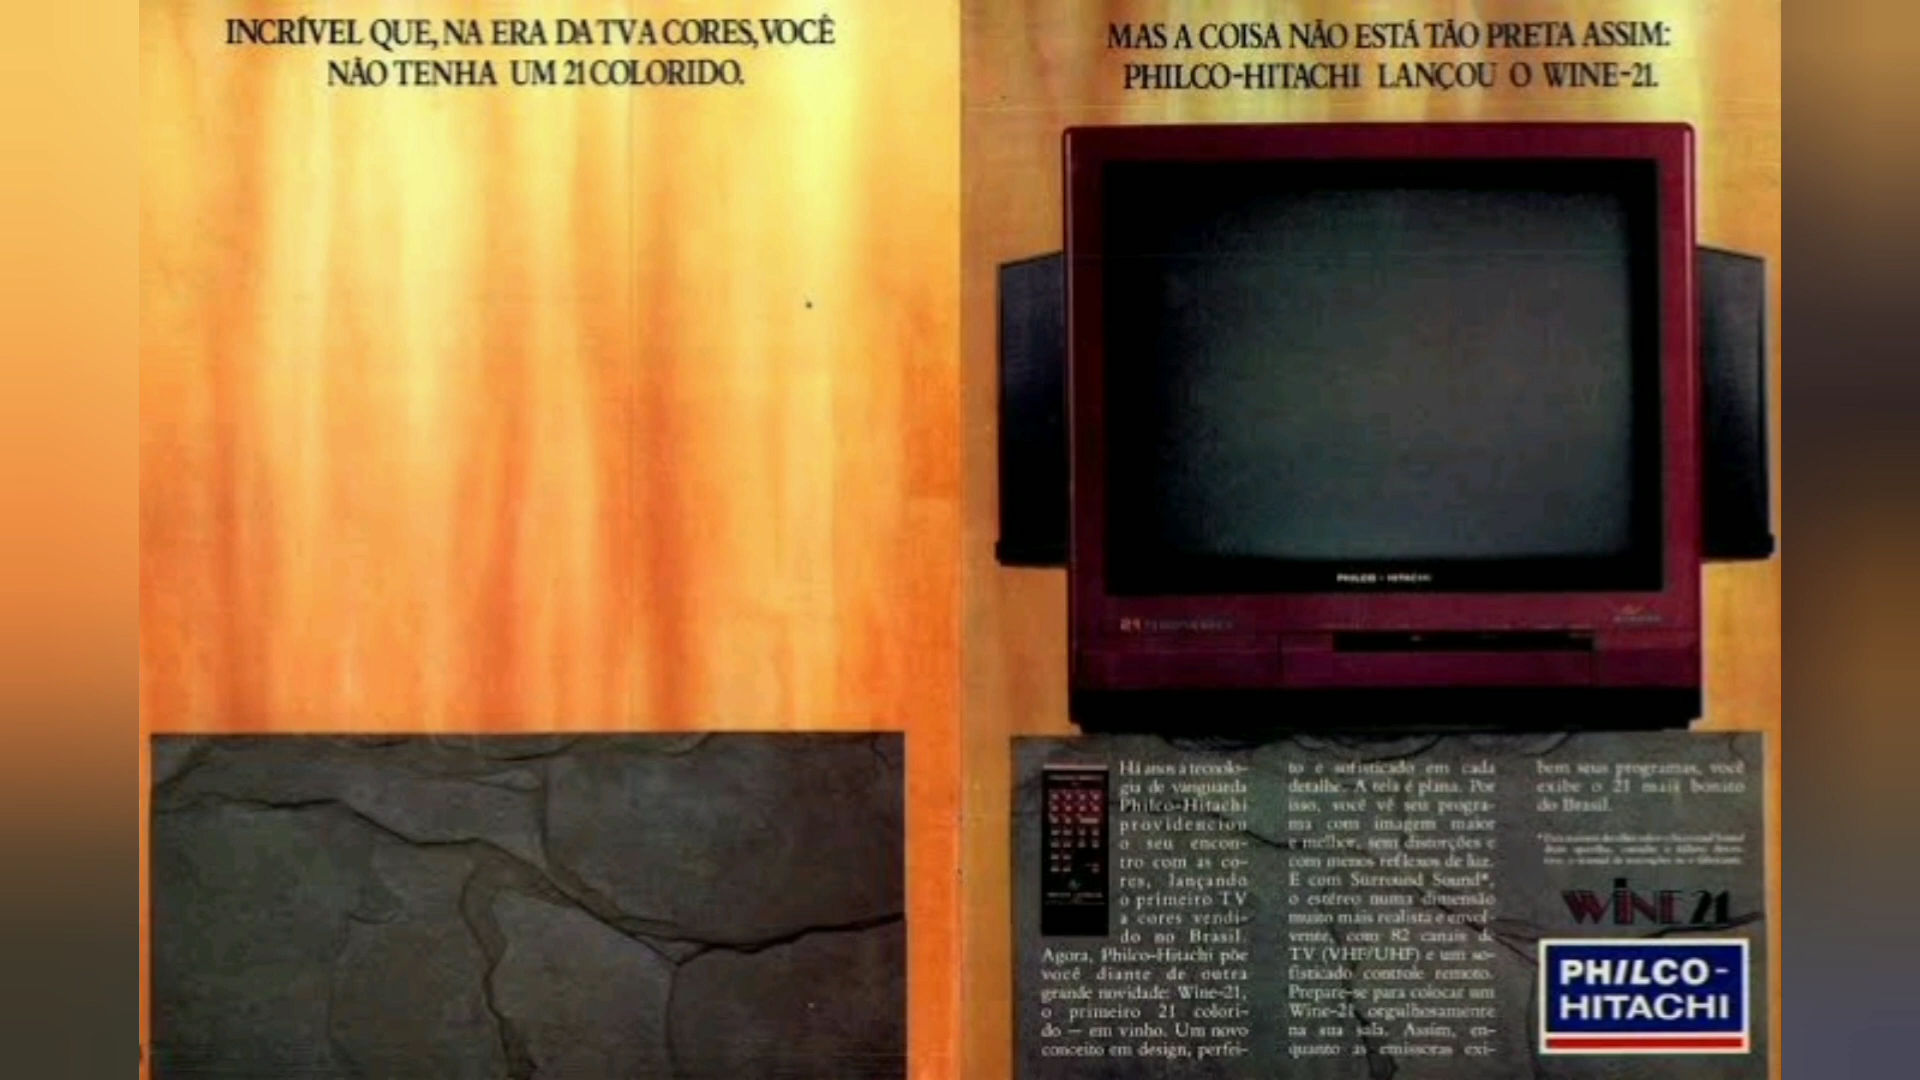 INCRÍVEL QUE, NA ERA DA TV A CORES, VOCÊ
NÃO TENHA UM 21 COLORIDO.
MAS A COISA NÃO ESTÁ TÃO PRETA ASSIM:
PHILCO-HITACHI LANÇOU O WINE-21.
PHILCO - HITACHI
21
Há anos a tecnolo-
gia de vanguarda
Philco-Hitachi
providenciou
o seu encon-
tro com as co-
res, lançando
o primeiro TV
a cores vendi-
do no Brasil.
Agora, Philco-Hitachi põe
você diante de outra
grande novidade: Wine-21,
o primeiro 21 colori-
do — em vinho. Um novo
conceito em design, perfei-
to e sofisticado em cada
detalhe. A tela é plana. Por
isso, você vê seu progra-
ma com imagem maior
e melhor, sem distorções e
com menos reflexos de luz.
E com Surround Sound*,
o estéreo numa dimensão
muito mais realista e envol-
vente, com 82 canais de
TV (VHF/UHF) e um so-
fisticado controle remoto.
Prepare-se para colocar um
Wine-21 orgulhosamente
na sua sala. Assim, en-
quanto as emissoras exi-
bem seus programas, você
exibe o 21 mais bonito
do Brasil.
WINE 21
PHILCO-
HITACHI